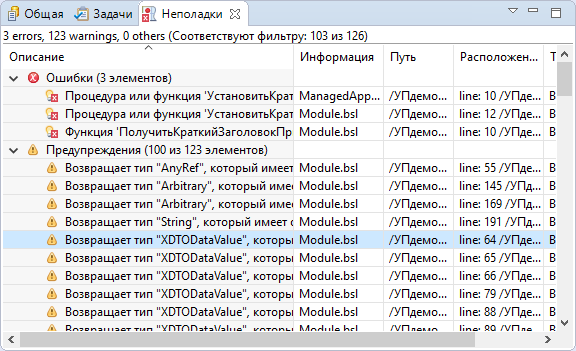 Общая Задачи Неполадки
3 errors, 123 warnings, 0 others (Соответствуют фильтру: 103 из 126)
Описание Информация Путь Расположен... Т
Ошибки (3 элементов)
Процедура или функция 'УстановитьКрат ManagedApp... /УПдемо... line: 10 /УПде... В
Процедура или функция 'УстановитьКрат Module.bsl /УПдемо... line: 12 /УПде... В
Функция 'ПолучитьКраткийЗаголовокПр Module.bsl /УПдемо... line: 10 /УПде... В
Предупреждения (100 из 123 элементов)
Возвращает тип "AnyRef", который имеет Module.bsl /УПдемо... line: 55 /УПде... В
Возвращает тип "Arbitrary", который име Module.bsl /УПдемо... line: 145 /УПд... В
Возвращает тип "Arbitrary", который име Module.bsl /УПдемо... line: 169 /УПд... В
Возвращает тип "String", который имеет с Module.bsl /УПдемо... line: 191 /УПд... В
Возвращает тип "XDTODataValue", которы Module.bsl /УПдемо... line: 64 /УПде... В
Возвращает тип "XDTODataValue", которы Module.bsl /УПдемо... line: 65 /УПде... В
Возвращает тип "XDTODataValue", которы Module.bsl /УПдемо... line: 66 /УПде... В
Возвращает тип "XDTODataValue", которы Module.bsl /УПдемо... line: 79 /УПде... В
Возвращает тип "XDTODataValue", которы Module.bsl /УПдемо... line: 88 /УПде... В
Возвращает тип "XDTODataValue", которы Module.bsl /УПдемо... line: 89 /УПде... В